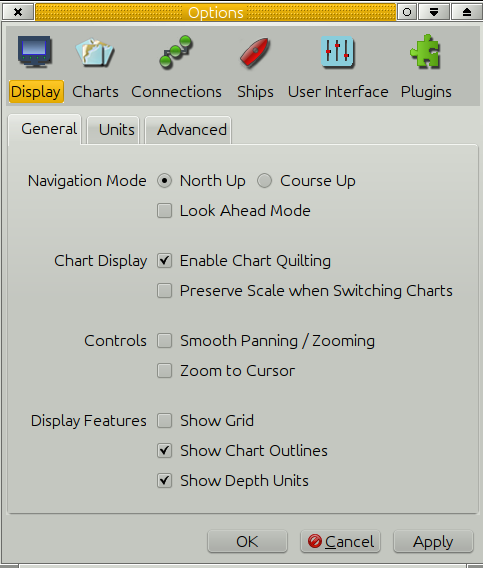 Options
Display Charts Connections Ships User Interface Plugins
General Units Advanced
Navigation Mode North Up Course Up
Look Ahead Mode
Chart Display Enable Chart Quilting
Preserve Scale when Switching Charts
Controls Smooth Panning / Zooming
Zoom to Cursor
Display Features Show Grid
Show Chart Outlines
Show Depth Units
OK Cancel Apply